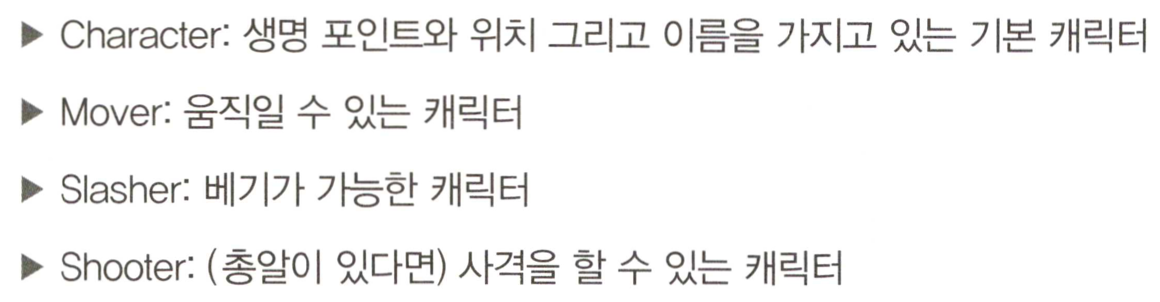 ▶ Character: 생명 포인트와 위치 그리고 이름을 가지고 있는 기본 캐릭터
▶ Mover: 움직일 수 있는 캐릭터
▶ Slasher: 베기가 가능한 캐릭터
▶ Shooter: (총알이 있다면) 사격을 할 수 있는 캐릭터